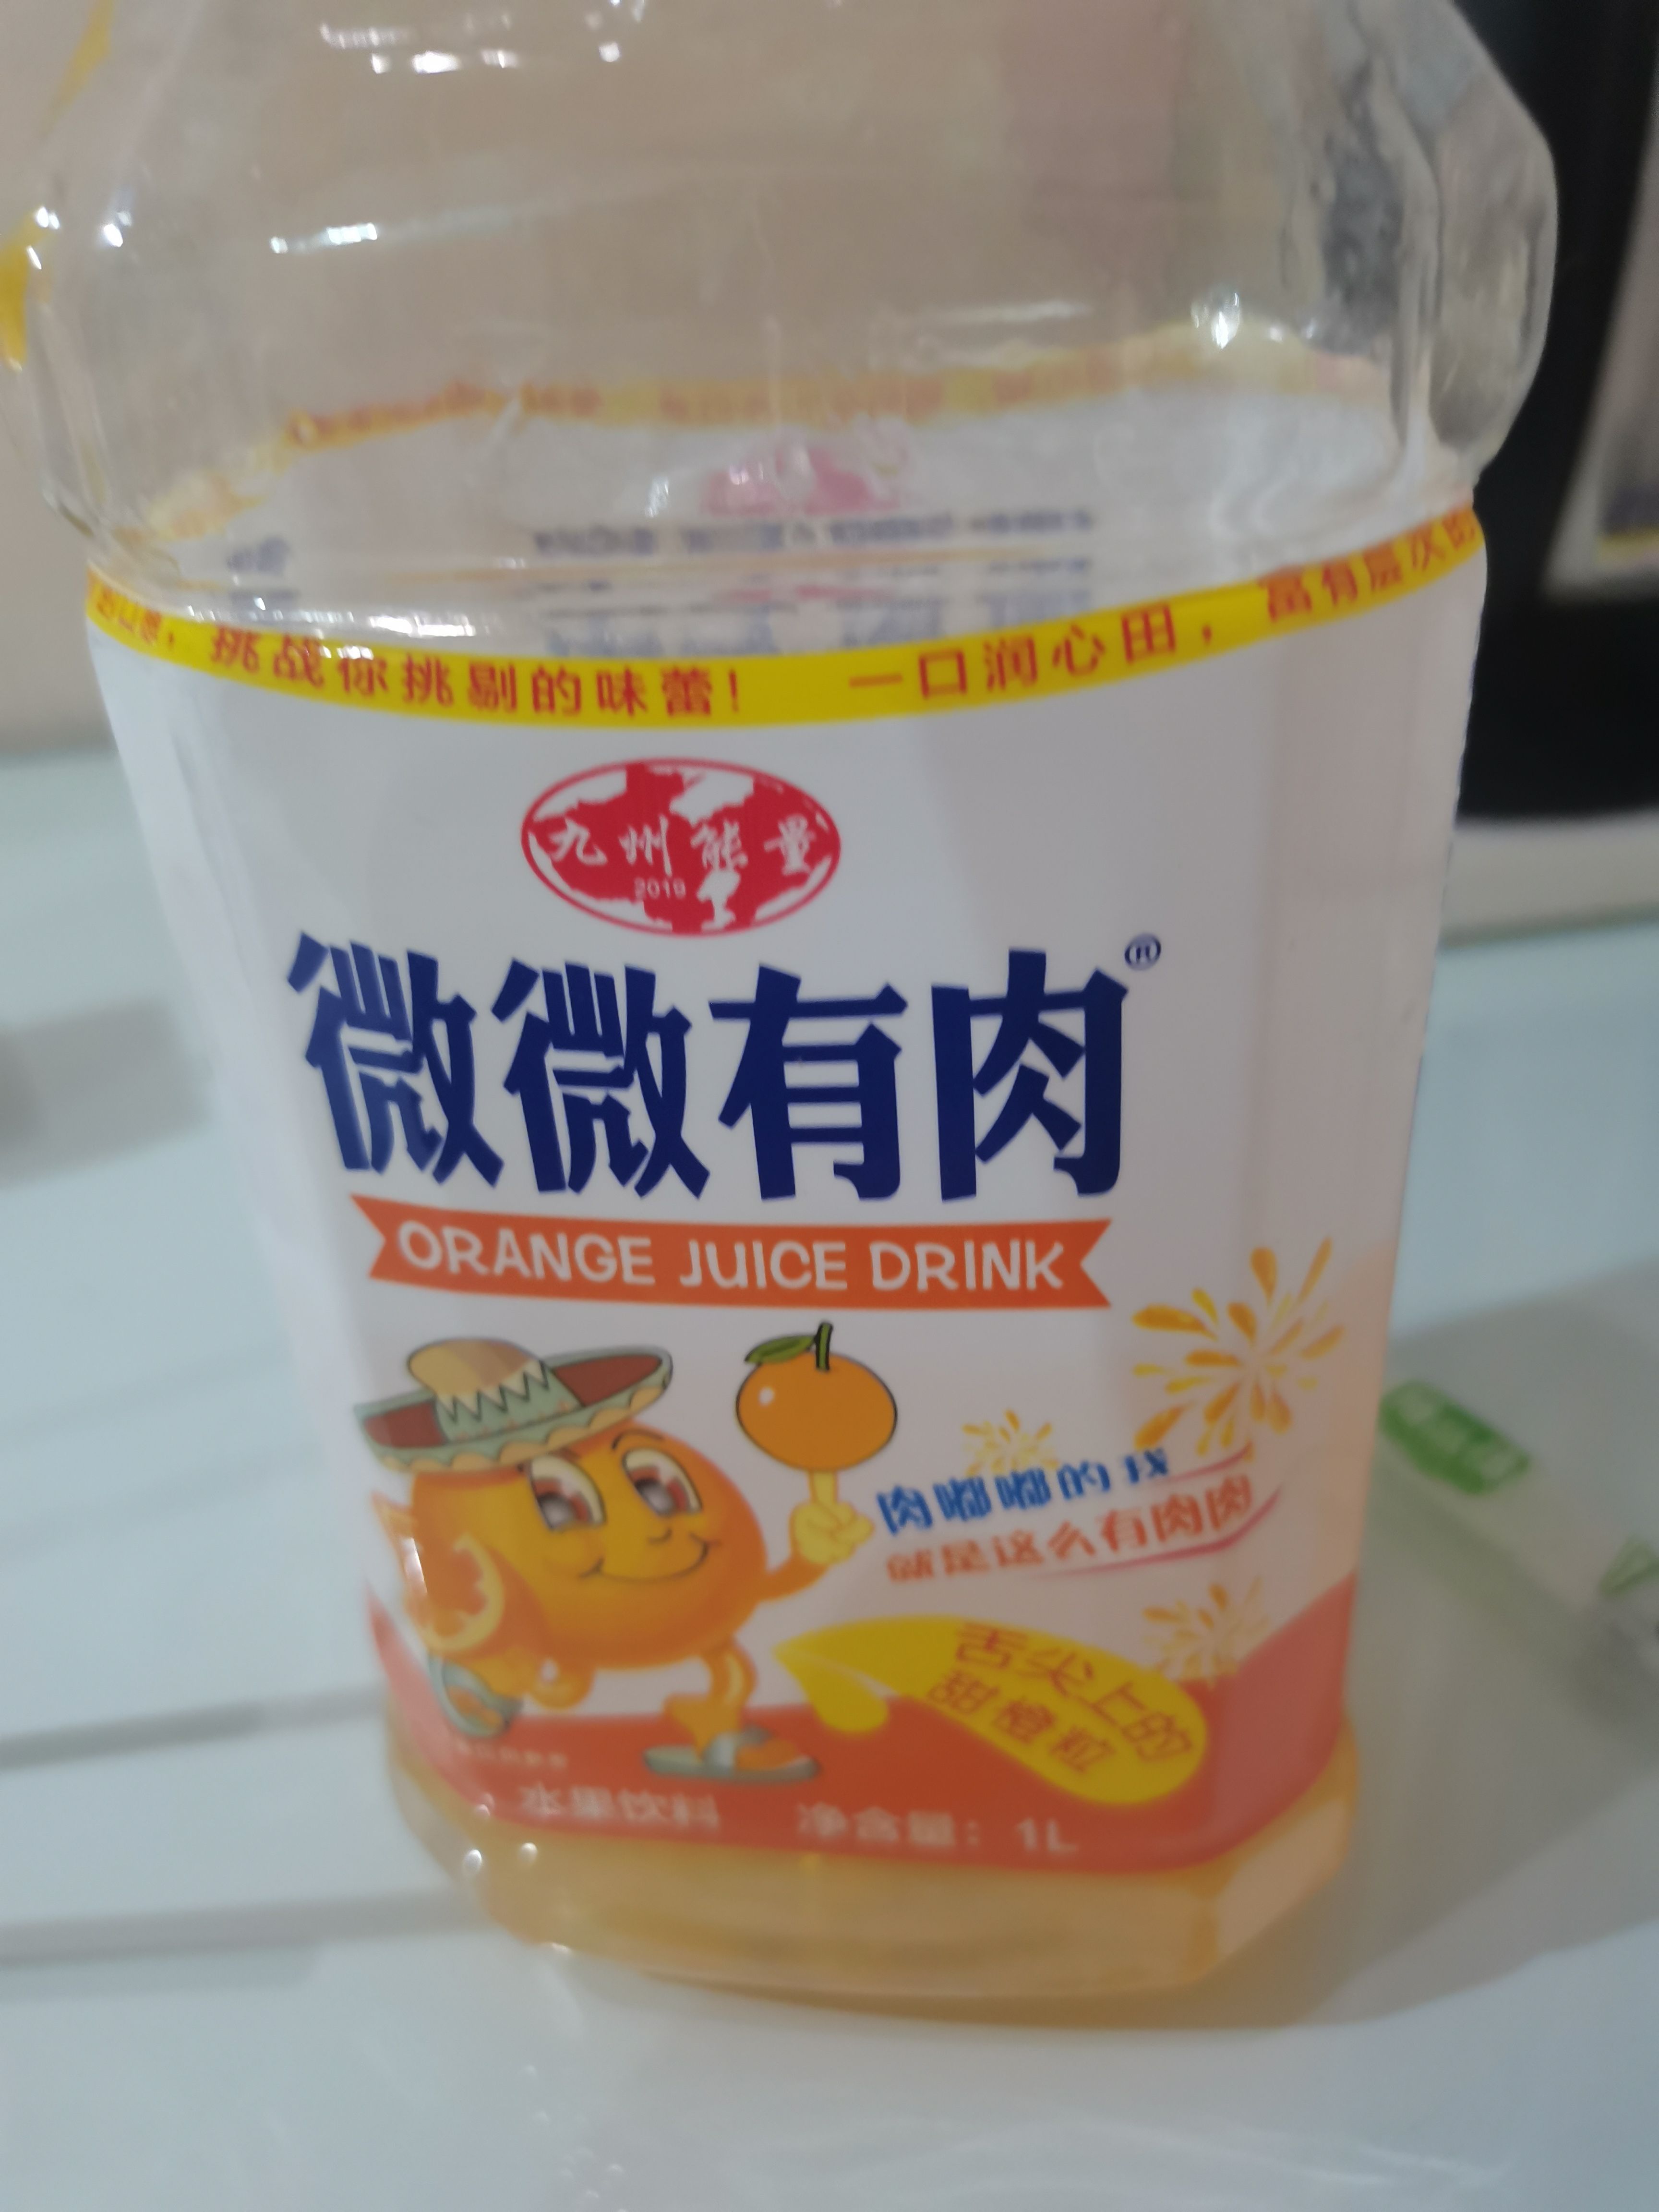 挑战你挑剔的味蕾! 一口润心田，富有层次的
九州能量
2019
微微有肉®
ORANGE JUICE DRINK
肉嘟嘟的我
就是这么有肉肉
舌尖上的
甜橙粒
水果饮料 净含量：1L